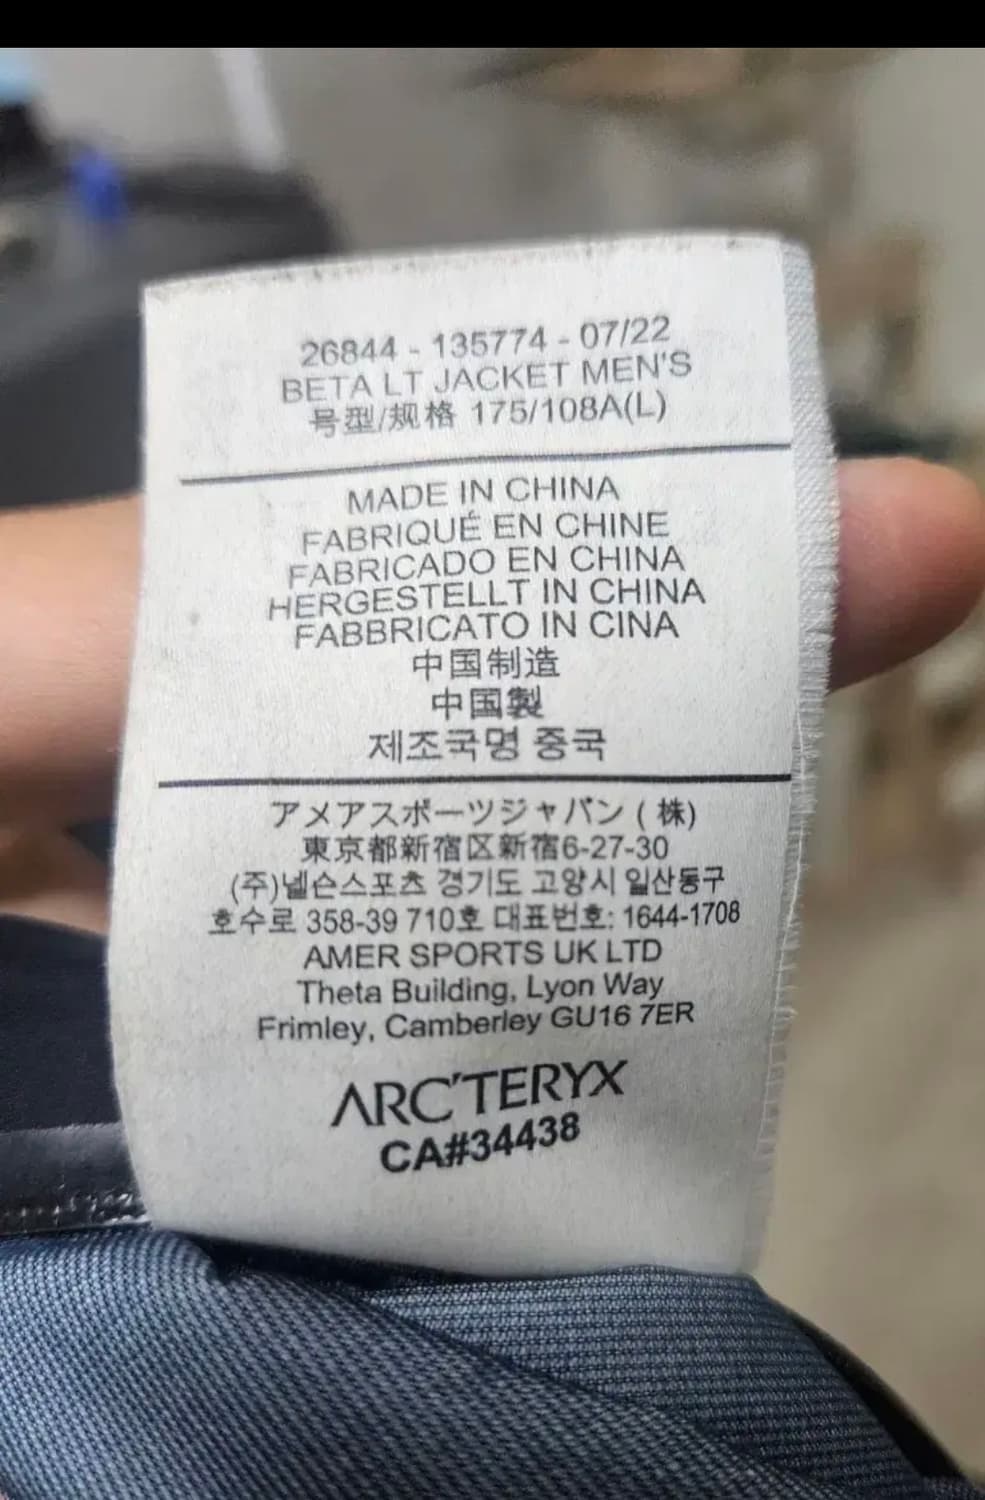 26844 - 135774 - 07/22
BETA LT JACKET MEN'S
号型/规格 175/108A(L)
MADE IN CHINA
FABRIQUÉ EN CHINE
FABRICADO EN CHINA
HERGESTELLT IN CHINA
FABBRICATO IN CINA
中国制造
中国製
제조국명 중국
アメアスポーツジャパン ( 株)
東京都新宿区新宿6-27-30
(주)넬슨스포츠 경기도 고양시 일산동구
호수로 358-39 710호 대표번호: 1644-1708
AMER SPORTS UK LTD
Theta Building, Lyon Way
Frimley, Camberley GU16 7ER
ARC'TERYX
CA#34438